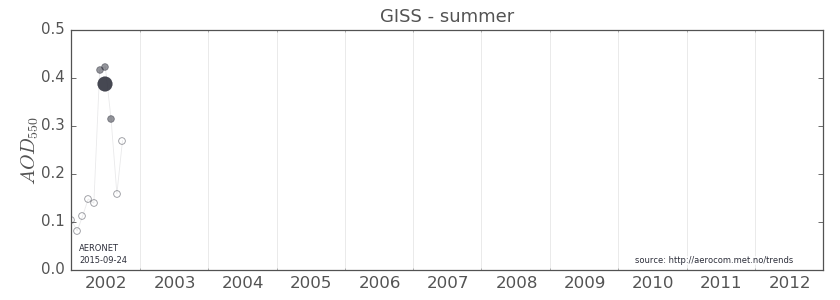 GISS - summer
0.5
0.4
0.3
0.2
0.1
0.0
AOD550
AERONET
2015-09-24
source: http://aerocom.met.no/trends
2002 2003 2004 2005 2006 2007 2008 2009 2010 2011 2012